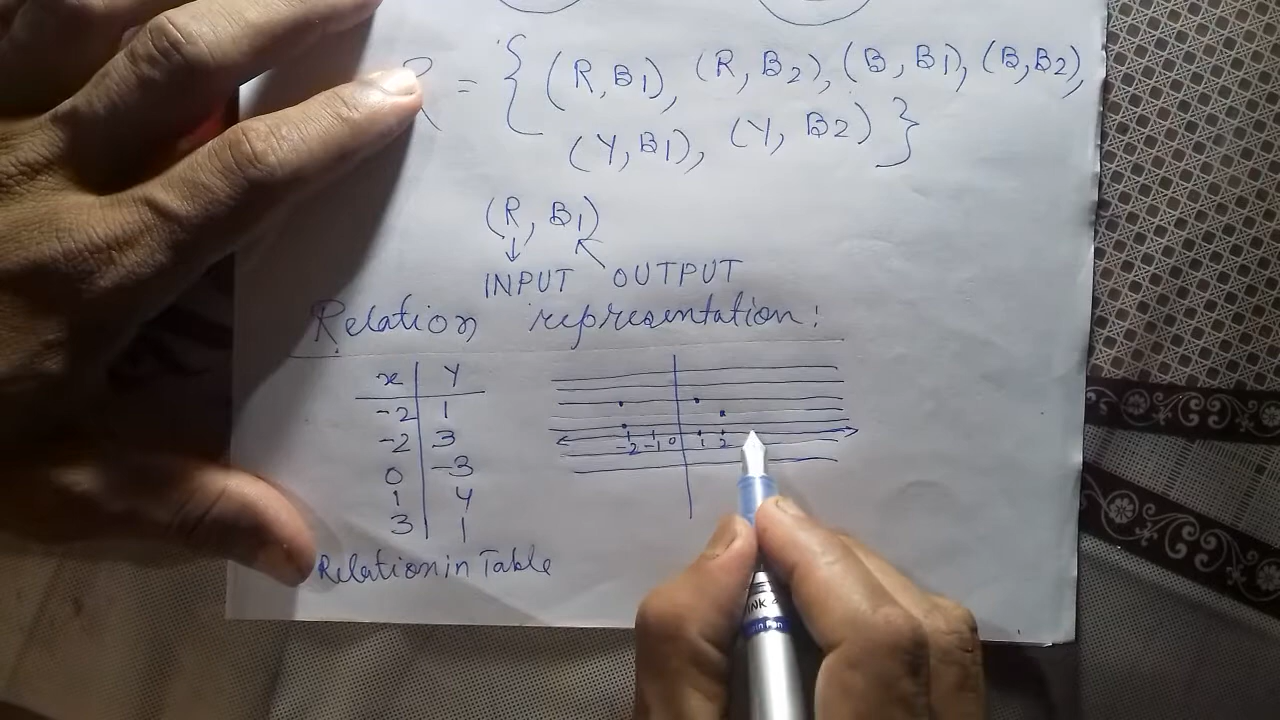 R = { (R,B1), (R,B2), (B,B1), (B,B2),
(Y,B1), (Y,B2) }
(R, B1)
INPUT OUTPUT
Relation representation:
x Y
-2 1
-2 3
0 -3
1 4
3 1
-2 -1 0 1 2
Relation in Table
INK